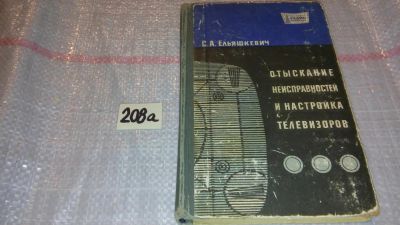 208а
С. А. ЕЛЬЯШКЕВИЧ
ОТЫСКАНИЕ
НЕИСПРАВНОСТЕЙ
И НАСТРОЙКА
ТЕЛЕВИЗОРОВ